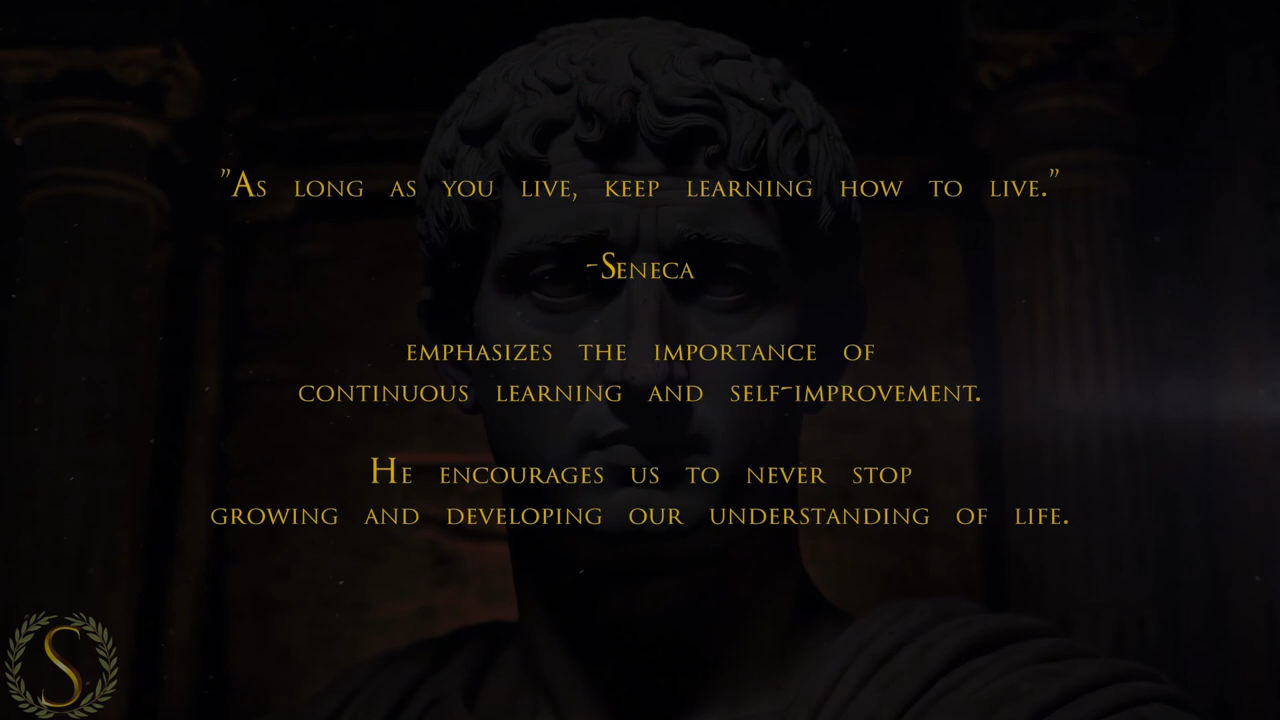 "As long as you live, keep learning how to live."
-Seneca
emphasizes the importance of
continuous learning and self-improvement.
He encourages us to never stop
growing and developing our understanding of life.
S